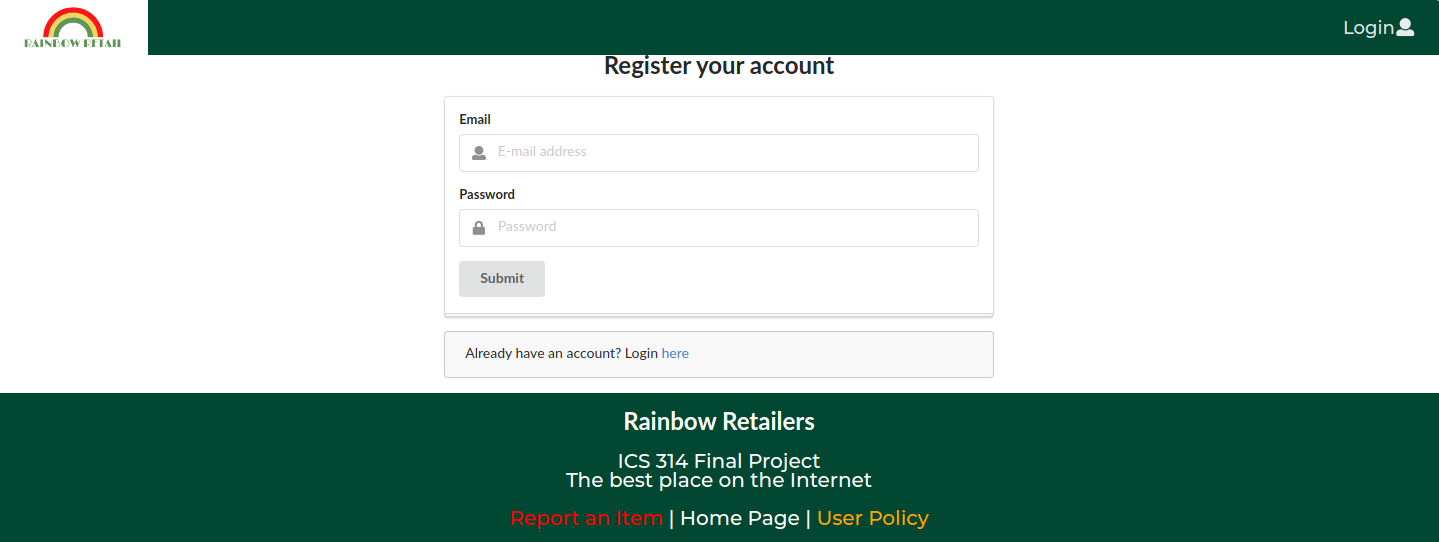 RAINBOW RETAIL
Login
Register your account
Email
E-mail address
Password
Password
Submit
Already have an account? Login here
Rainbow Retailers
ICS 314 Final Project
The best place on the Internet
Report an Item | Home Page | User Policy